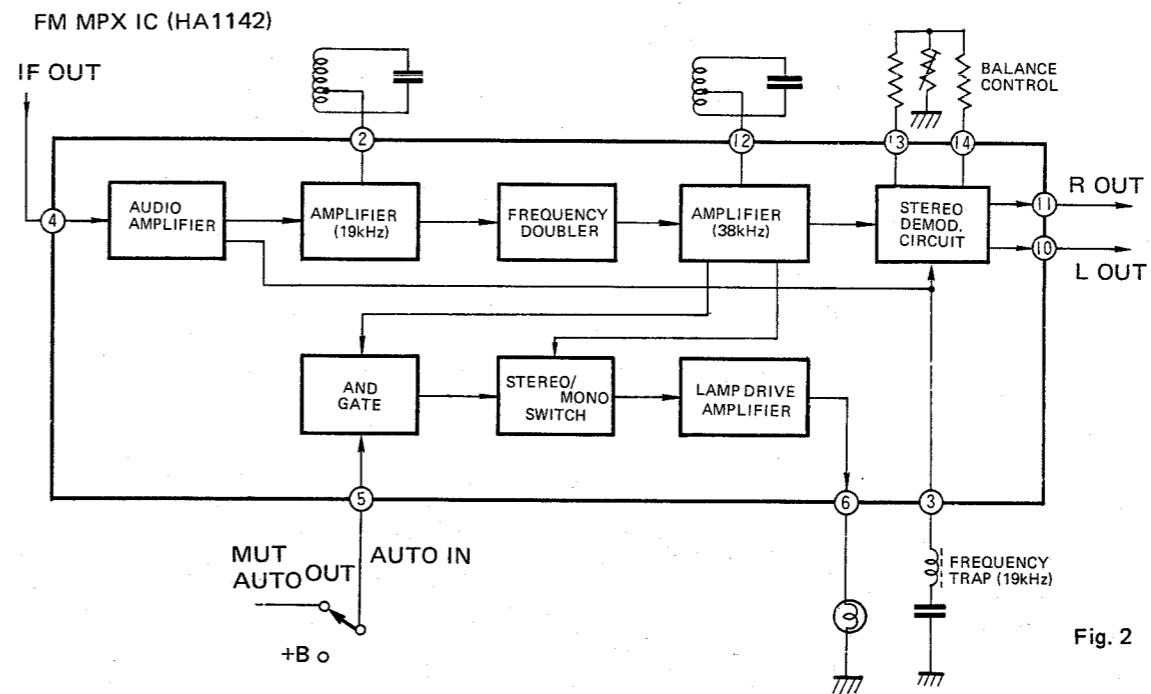 FM MPX IC (HA1142)
IF OUT
BALANCE
CONTROL
2
12
13
14
4
AUDIO
AMPLIFIER
AMPLIFIER
(19kHz)
FREQUENCY
DOUBLER
AMPLIFIER
(38kHz)
STEREO
DEMOD.
CIRCUIT
11
R OUT
10
L OUT
AND
GATE
STEREO/
MONO
SWITCH
LAMP DRIVE
AMPLIFIER
5
6
3
MUT
AUTO OUT
AUTO IN
+B
FREQUENCY
TRAP (19kHz)
Fig. 2